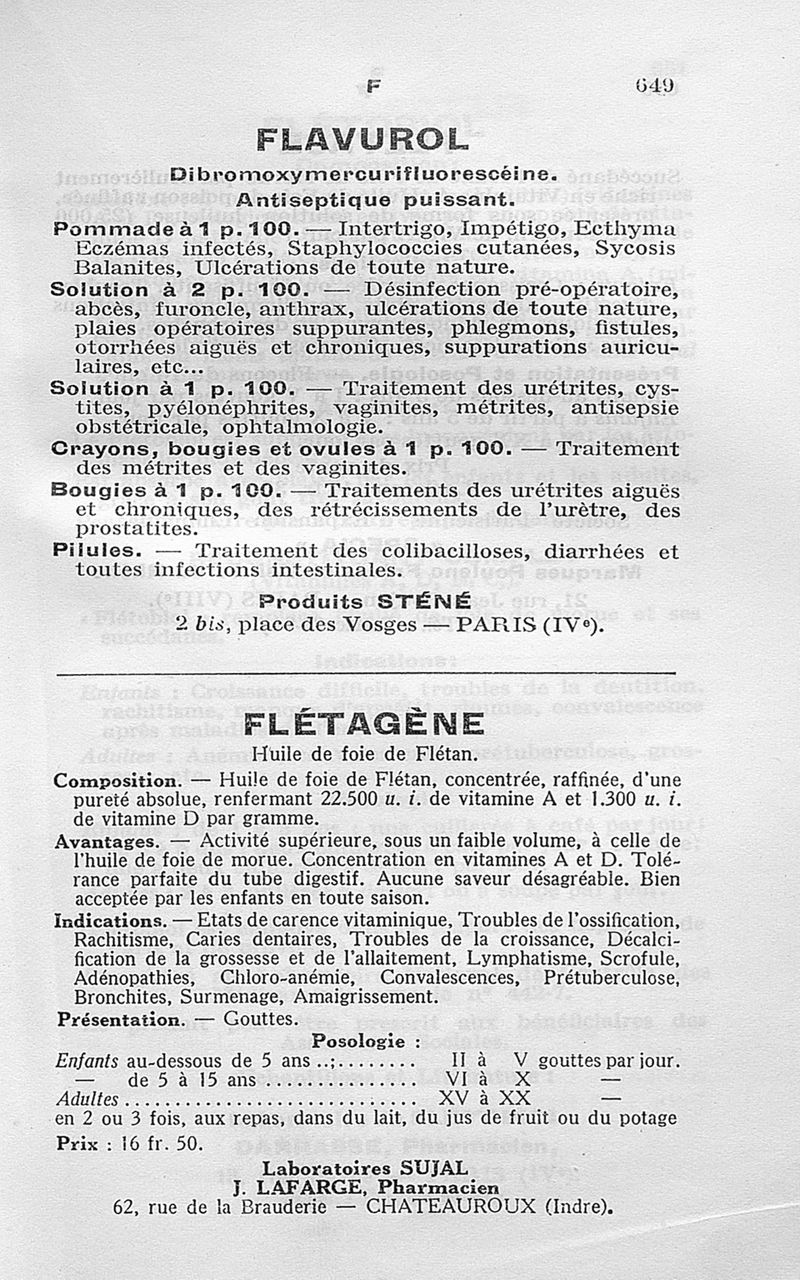 F 649
FLAVUROL
Dibromoxymercurifluorescéine.
Antiseptique puissant.
Pommade à 1 p. 100. — Intertrigo, Impétigo, Ecthyma
Eczémas infectés, Staphylococcies cutanées, Sycosis
Balanites, Ulcérations de toute nature.
Solution à 2 p. 100. — Désinfection pré-opératoire,
abcès, furoncle, anthrax, ulcérations de toute nature,
plaies opératoires suppurantes, phlegmons, fistules,
otorrhées aiguës et chroniques, suppurations auricu-
laires, etc...
Solution à 1 p. 100. — Traitement des urétrites, cys-
tites, pyélonéphrites, vaginites, métrites, antisepsie
obstétricale, ophtalmologie.
Crayons, bougies et ovules à 1 p. 100. — Traitement
des métrites et des vaginites.
Bougies à 1 p. 100. — Traitements des urétrites aiguës
et chroniques, des rétrécissements de l'urètre, des
prostatites.
Pilules. — Traitement des colibacilloses, diarrhées et
toutes infections intestinales.
Produits STÉNÉ
2 bis, place des Vosges — PARIS (IVe).
FLÉTAGÈNE
Huile de foie de Flétan.
Composition. — Huile de foie de Flétan, concentrée, raffinée, d'une
pureté absolue, renfermant 22.500 u. i. de vitamine A et 1.300 u. i.
de vitamine D par gramme.
Avantages. — Activité supérieure, sous un faible volume, à celle de
l'huile de foie de morue. Concentration en vitamines A et D. Tolé-
rance parfaite du tube digestif. Aucune saveur désagréable. Bien
acceptée par les enfants en toute saison.
Indications. — Etats de carence vitaminique, Troubles de l'ossification,
Rachitisme, Caries dentaires, Troubles de la croissance, Décalci-
fication de la grossesse et de l'allaitement, Lymphatisme, Scrofule,
Adénopathies, Chloro-anémie, Convalescences, Prétuberculose,
Bronchites, Surmenage, Amaigrissement.
Présentation. — Gouttes.
Posologie :
Enfants au-dessous de 5 ans ..;........ II à V gouttes par jour.
— de 5 à 15 ans................ VI à X —
Adultes.............................. XV à XX —
en 2 ou 3 fois, aux repas, dans du lait, du jus de fruit ou du potage
Prix : 16 fr. 50.
Laboratoires SUJAL
J. LAFARGE, Pharmacien
62, rue de la Brauderie — CHATEAUROUX (Indre).